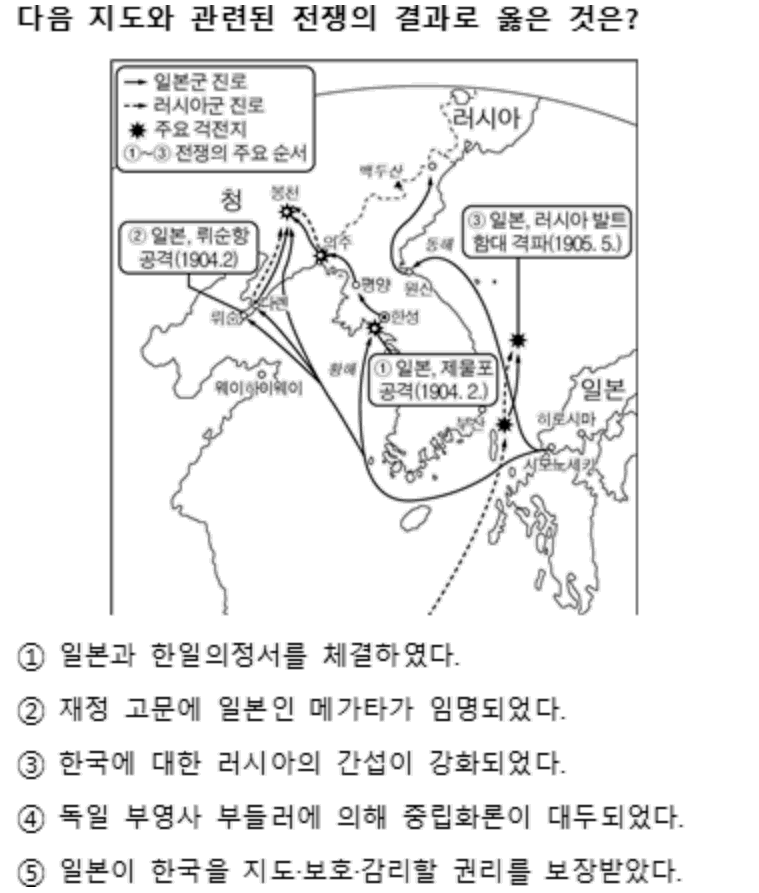 다음 지도와 관련된 전쟁의 결과로 옳은 것은?
일본군 진로
러시아군 진로
주요 격전지
①~③ 전쟁의 주요 순서
러시아
백두산
청
봉천
② 일본, 뤼순항
공격(1904.2)
의주
동해
③ 일본, 러시아 발트
함대 격파(1905. 5.)
평양
원산
다롄
뤼순
한성
황해
① 일본, 제물포
공격(1904. 2.)
웨이하이웨이
부산
일본
히로시마
시모노세키
① 일본과 한일의정서를 체결하였다.
② 재정 고문에 일본인 메가타가 임명되었다.
③ 한국에 대한 러시아의 간섭이 강화되었다.
④ 독일 부영사 부들러에 의해 중립화론이 대두되었다.
⑤ 일본이 한국을 지도·보호·감리할 권리를 보장받았다.